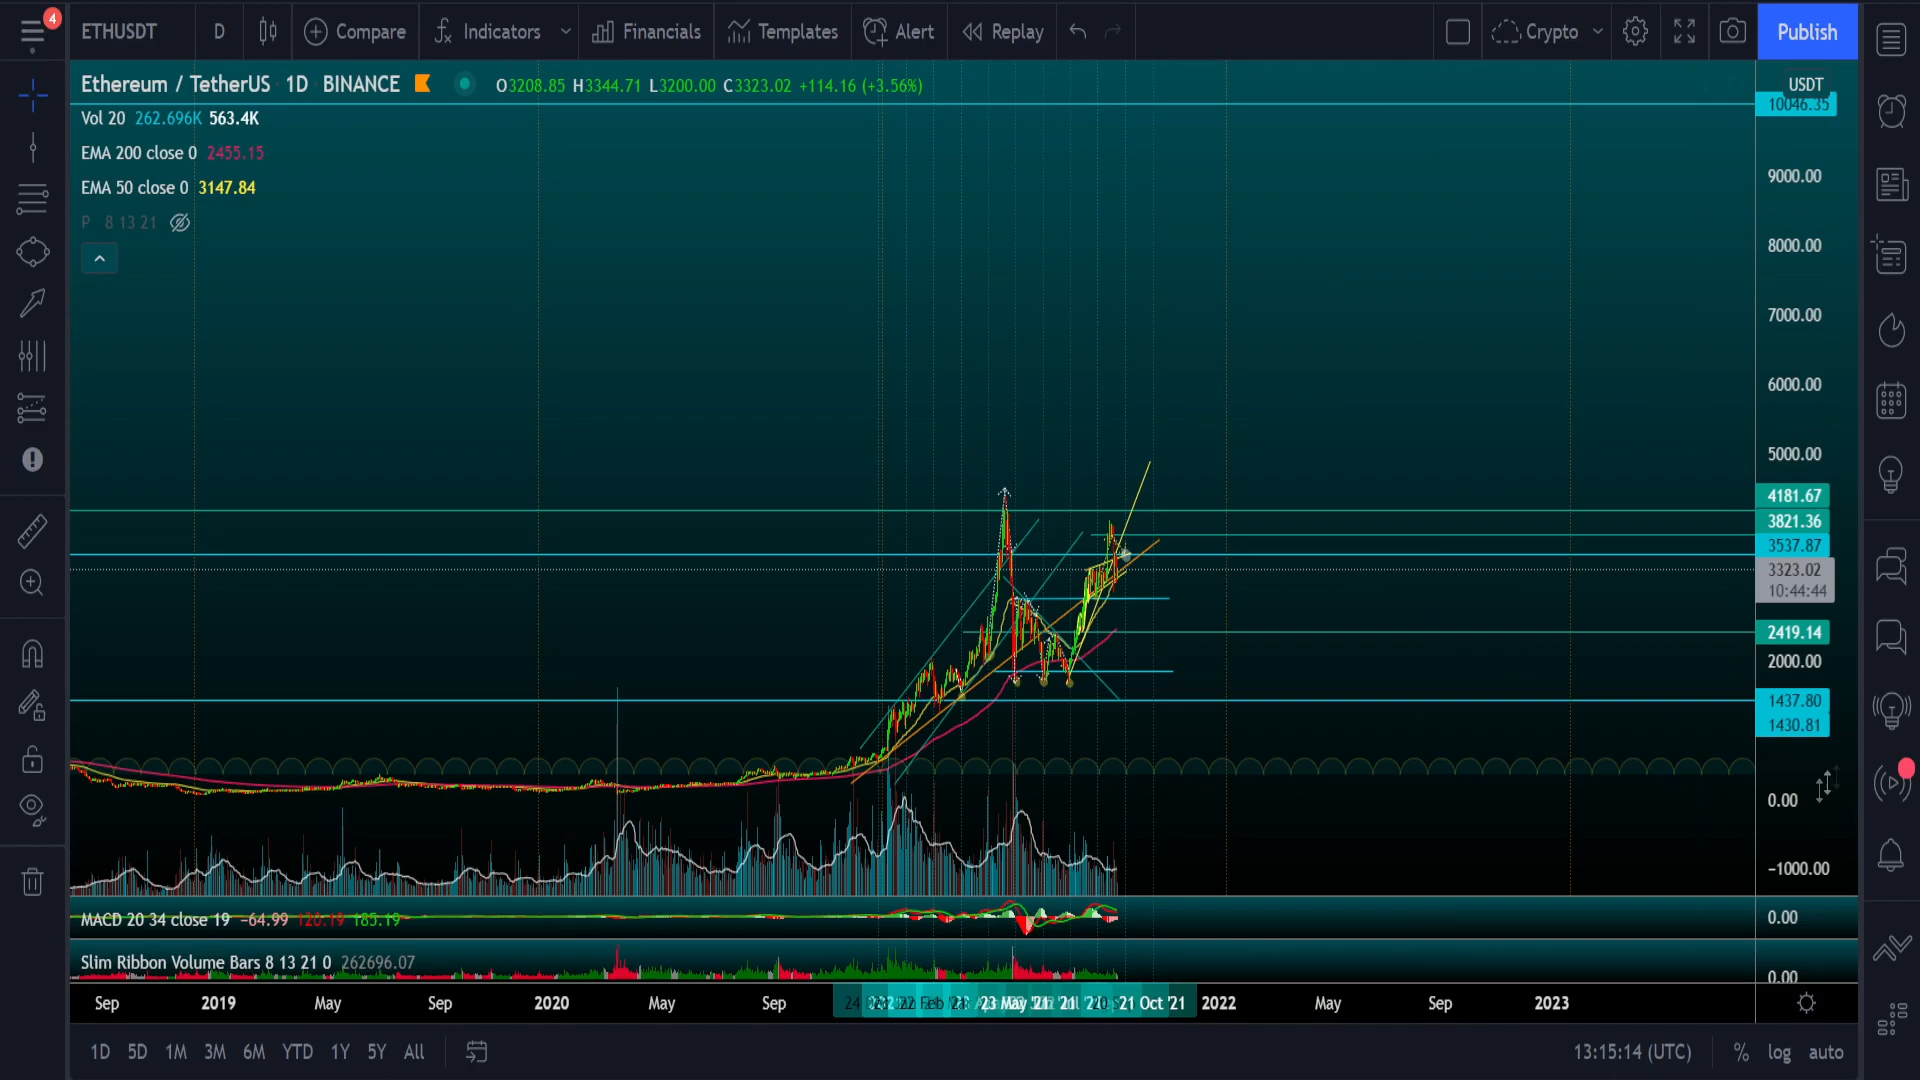 4
ETHUSDT D Compare Indicators Financials Templates Alert Replay Crypto Publish
Ethereum / TetherUS 1D BINANCE O3208.85 H3344.71 L3200.00 C3323.02 +114.16 (+3.56%)
USDT
10046.35
Vol 20 262.696K 563.4K
EMA 200 close 0 2455.15
9000.00
EMA 50 close 0 3147.84
P 8 13 21
8000.00
7000.00
6000.00
5000.00
4181.67
3821.36
3537.87
3323.02
10:44:44
2419.14
2000.00
1437.80
1430.81
0.00
−1000.00
MACD 20 34 close 19 −64.99 120.19 185.19
0.00
Slim Ribbon Volume Bars 8 13 21 0 262696.07
0.00
Sep 2019 May Sep 2020 May Sep 24 Feb 23 May '21 21 Oct '21 2022 May Sep 2023
1D 5D 1M 3M 6M YTD 1Y 5Y All 13:15:14 (UTC) % log auto